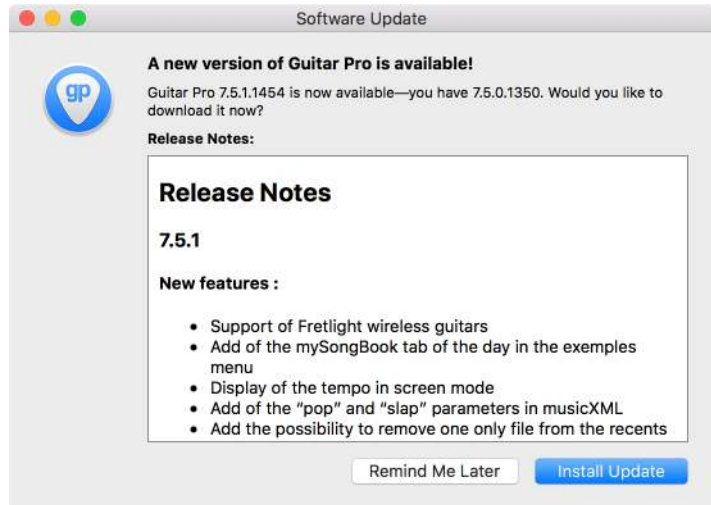 Software Update
A new version of Guitar Pro is available!
gp
Guitar Pro 7.5.1.1454 is now available—you have 7.5.0.1350. Would you like to
download it now?
Release Notes:
Release Notes
7.5.1
New features :
• Support of Fretlight wireless guitars
• Add of the mySongBook tab of the day in the exemples
menu
• Display of the tempo in screen mode
• Add of the “pop” and “slap” parameters in musicXML
• Add the possibility to remove one only file from the recents
Remind Me Later
Install Update